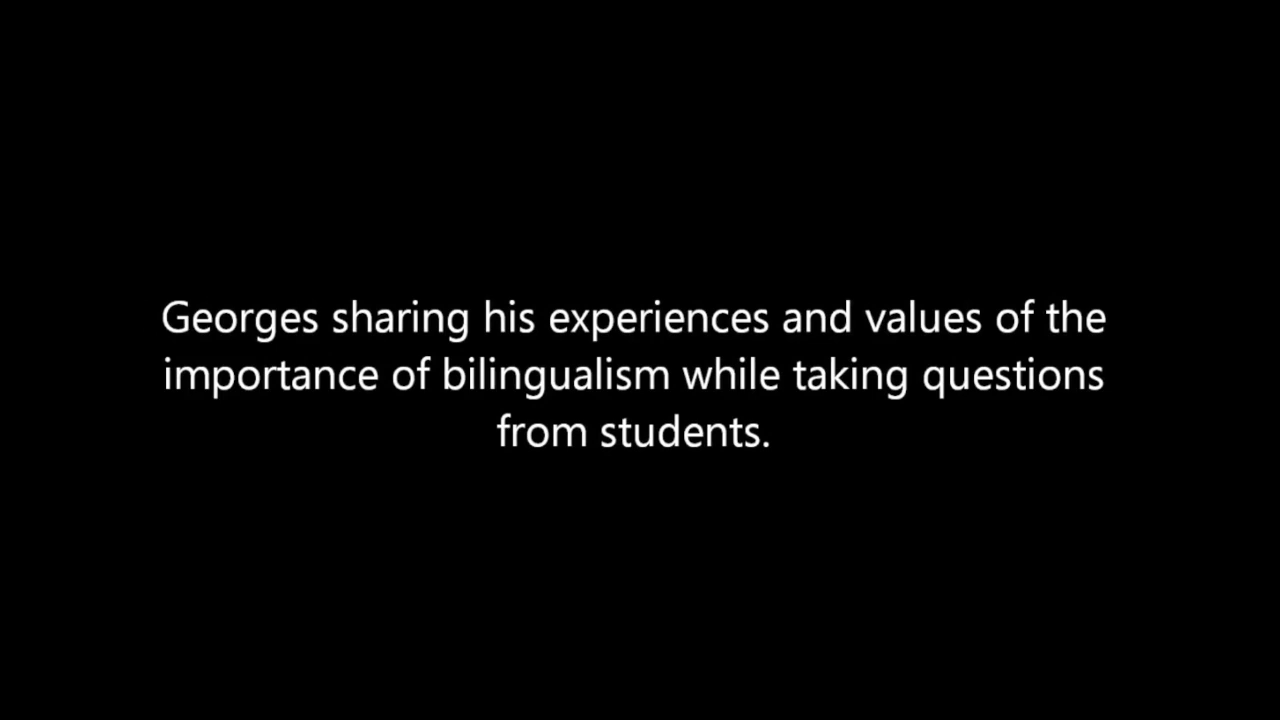 Georges sharing his experiences and values of the
importance of bilingualism while taking questions
from students.